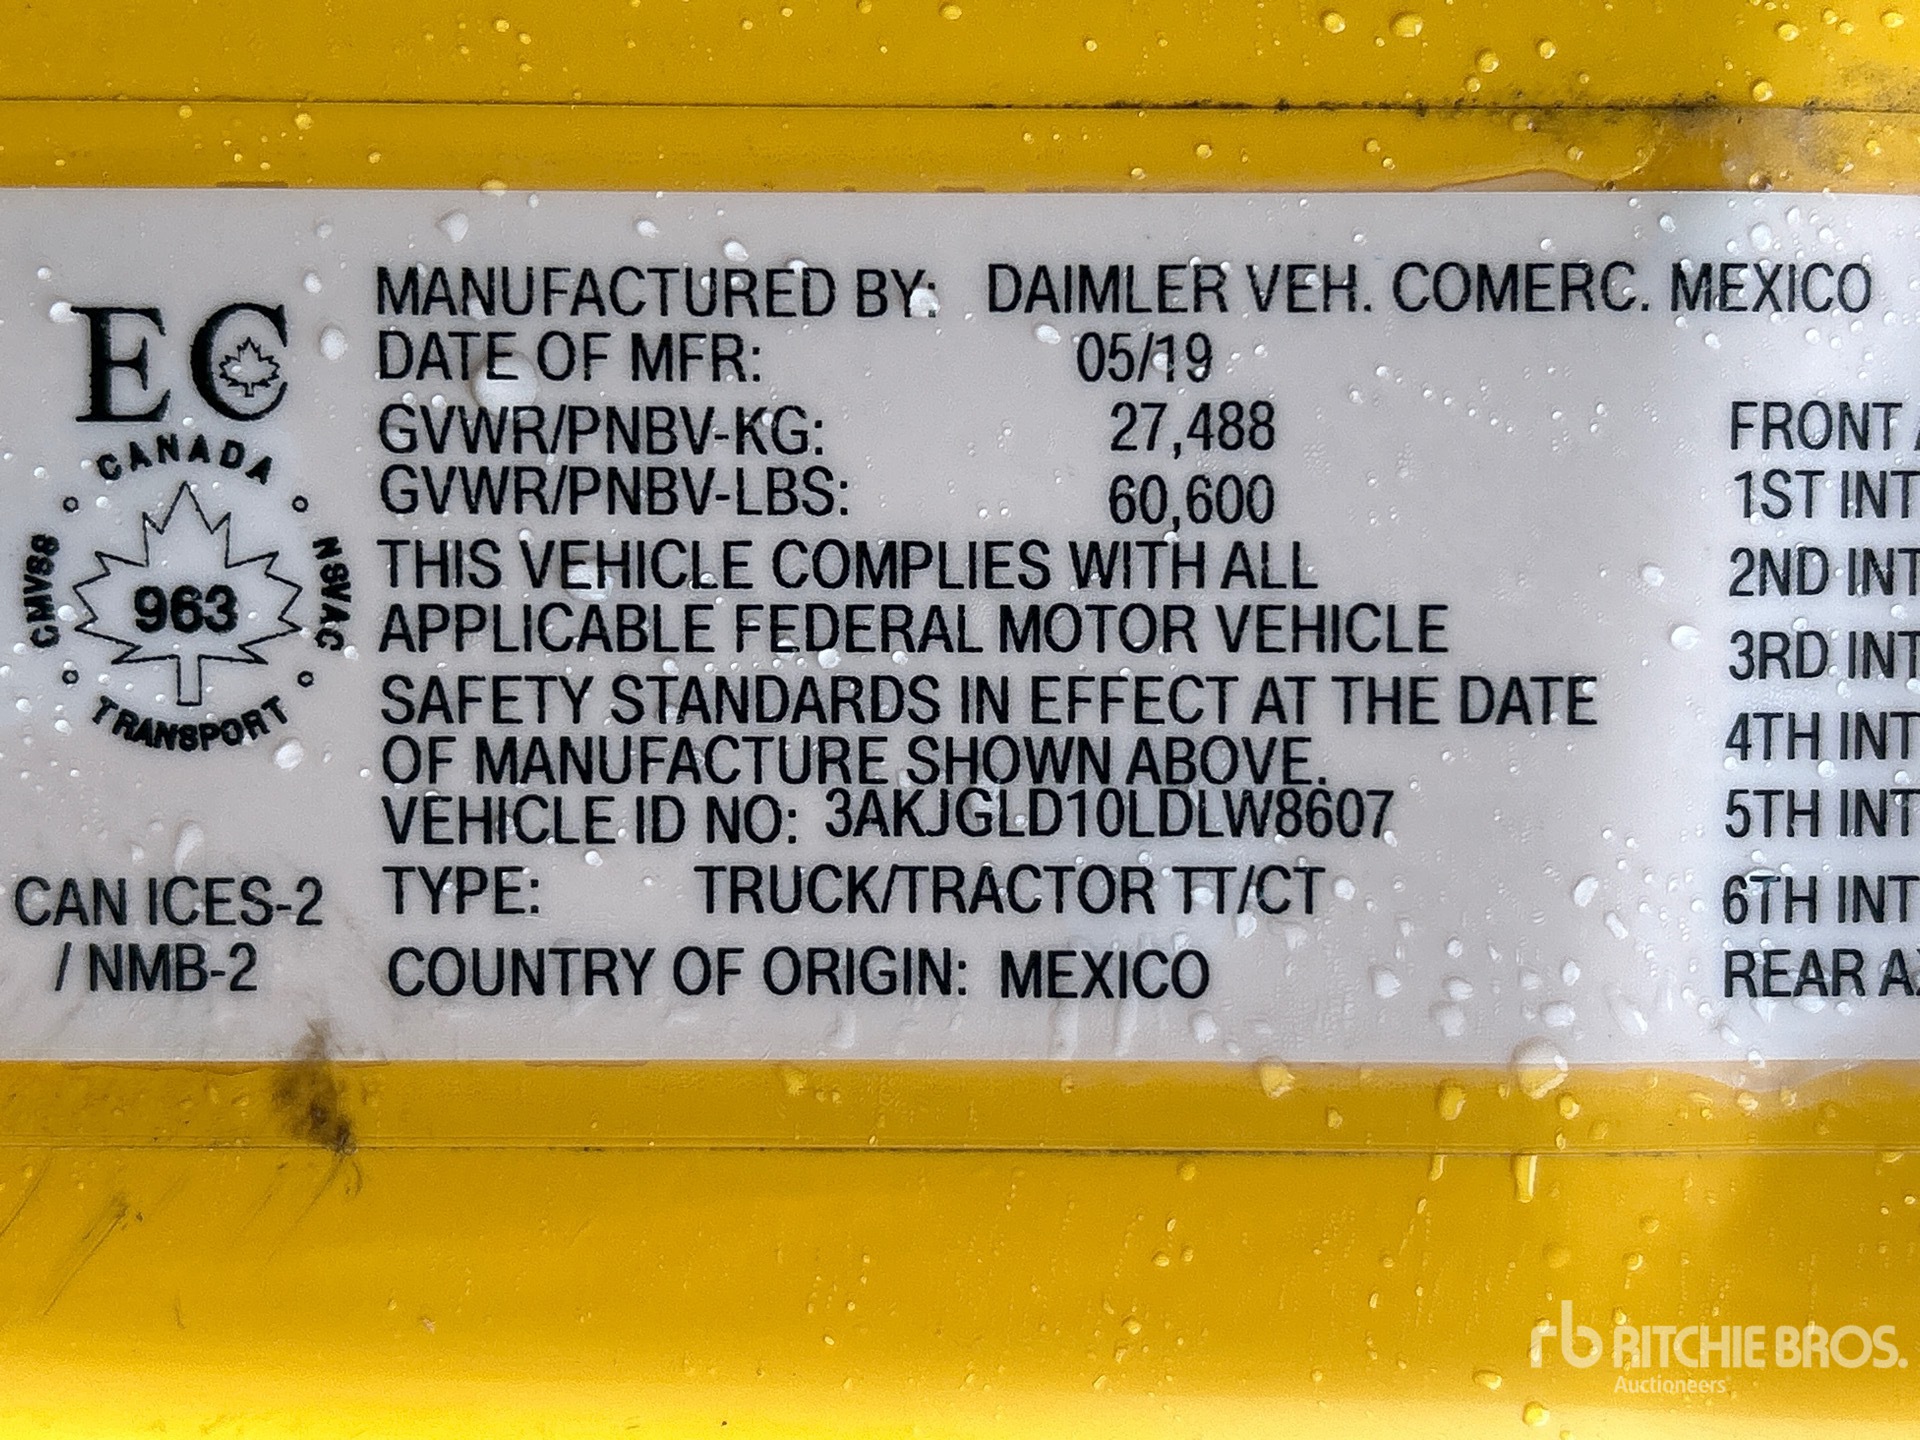 EC
CANADA
CMVSS
963
NSVAC
TRANSPORT
CAN ICES-2
/ NMB-2
MANUFACTURED BY: DAIMLER VEH. COMERC. MEXICO
DATE OF MFR: 05/19
GVWR/PNBV-KG: 27,488
GVWR/PNBV-LBS: 60,600
THIS VEHICLE COMPLIES WITH ALL
APPLICABLE FEDERAL MOTOR VEHICLE
SAFETY STANDARDS IN EFFECT AT THE DATE
OF MANUFACTURE SHOWN ABOVE.
VEHICLE ID NO: 3AKJGLD10LDLW8607
TYPE: TRUCK/TRACTOR TT/CT
COUNTRY OF ORIGIN: MEXICO
FRONT
1ST INT
2ND INT
3RD INT
4TH INT
5TH INT
6TH INT
REAR
rb RITCHIE BROS.
Auctioneers